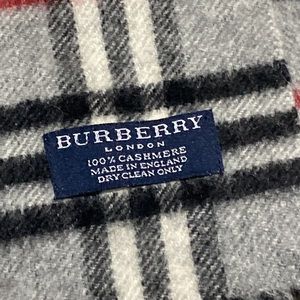 BURBERRY
LONDON
100% CASHMERE
MADE IN ENGLAND
DRY CLEAN ONLY